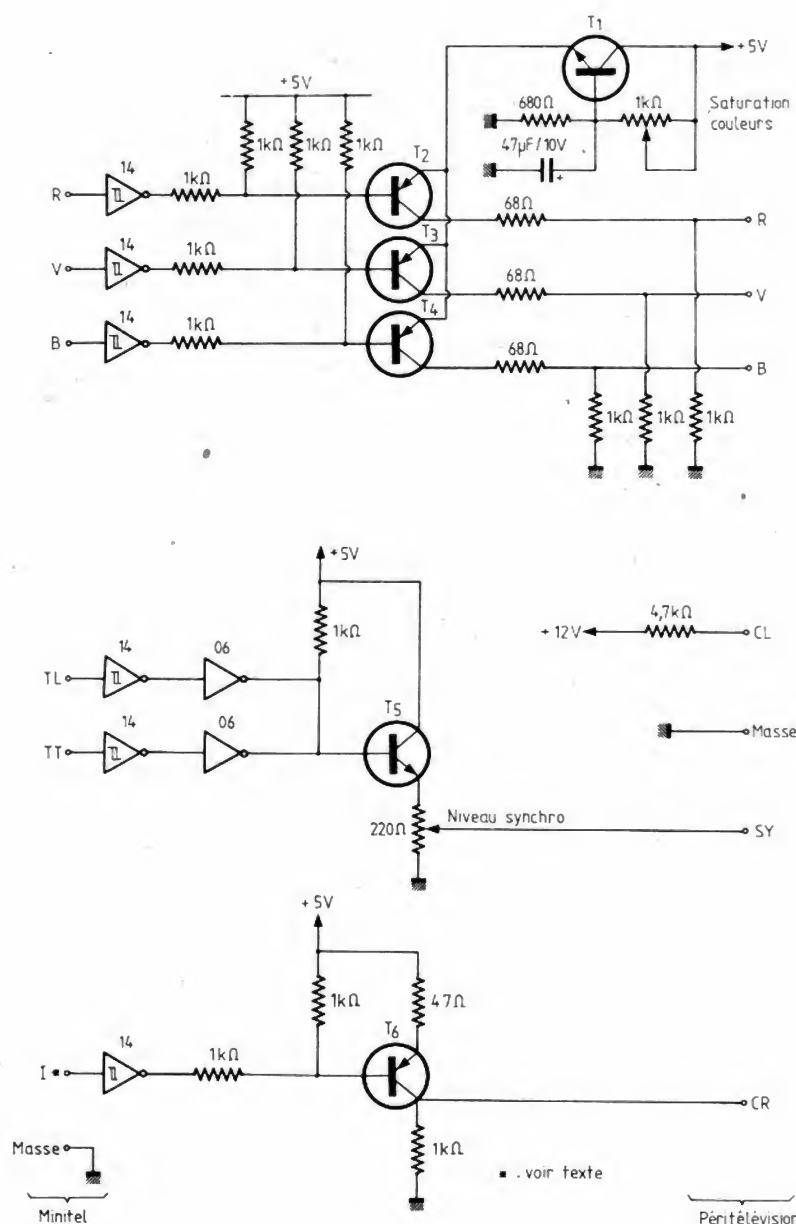 T1
+5V
+5V
680Ω
1kΩ
Saturation
couleurs
47µF/10V
1kΩ
1kΩ
1kΩ
14
1kΩ
T2
68Ω
R
R
14
1kΩ
T3
68Ω
V
V
14
1kΩ
T4
68Ω
B
B
1kΩ
1kΩ
1kΩ
+5V
1kΩ
4,7kΩ
+12V
CL
14
06
TL
14
06
T5
Masse
TT
Niveau synchro
220Ω
SY
+5V
1kΩ
47Ω
14
1kΩ
T6
I *
CR
Masse
1kΩ
* . voir texte
Minitel
Péritélévision